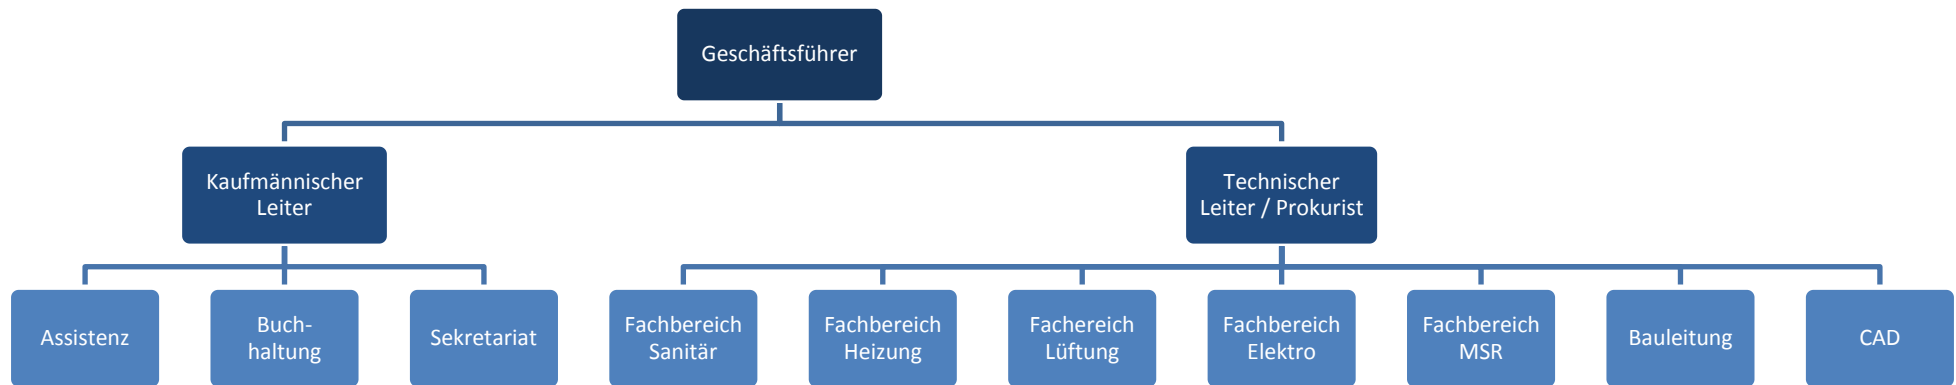 Geschäftsführer
Kaufmännischer
Leiter
Technischer
Leiter / Prokurist
Assistenz
Buch-
haltung
Sekretariat
Fachbereich
Sanitär
Fachbereich
Heizung
Fachereich
Lüftung
Fachbereich
Elektro
Fachbereich
MSR
Bauleitung
CAD